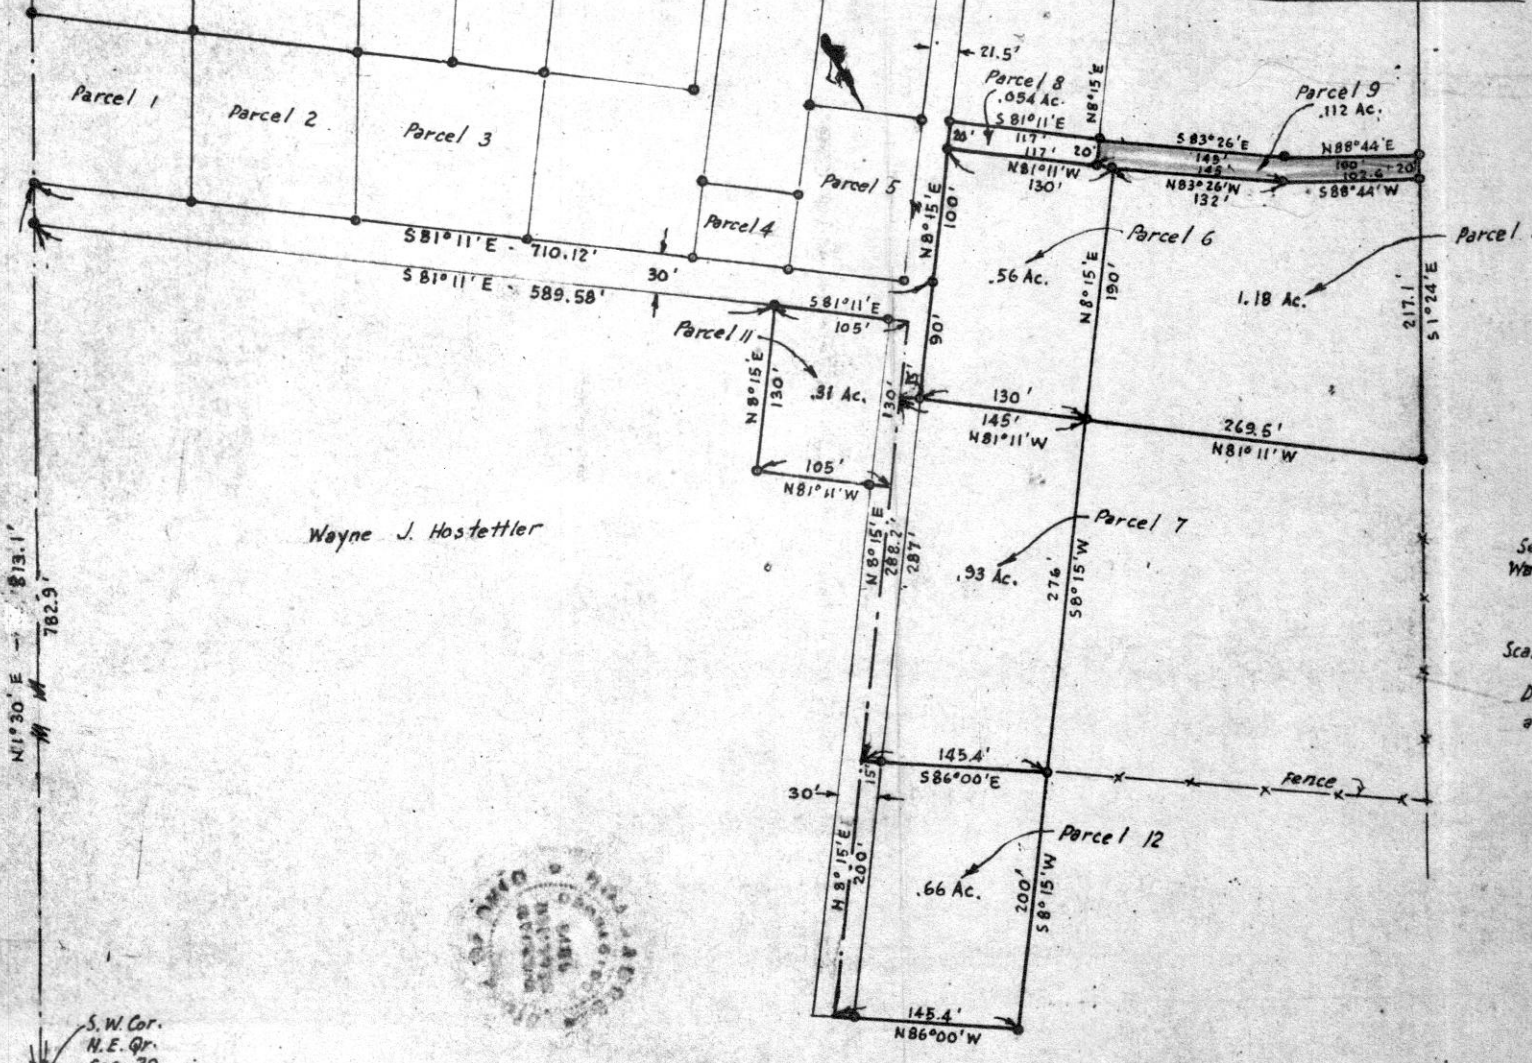 21.5'
Parcel 8
.054 Ac.
N8°15'E
Parcel 9
.112 Ac.
Parcel 1
Parcel 2
Parcel 3
S 81°11'E
117'
20'
117'
20'
N81°11'W
130'
S 83°26'E
145'
145'
N83°26'W
132'
N88°44'E
100'
102.6
20'
S88°44'W
Parcel 5
Parcel 4
N8°15'E
100'
Parcel 6
.56 Ac.
N8°15'E
190'
Parcel
1.18 Ac.
217.1'
S1°24'E
S81°11'E - 710.12'
30'
S81°11'E - 589.58'
S81°11'E
105'
90'
Parcel 11
.31 Ac.
N8°15'E
130'
130'
15'
130'
145'
N81°11'W
269.6'
N81°11'W
105'
N81°11'W
Wayne J. Hostettler
N8°15'E
288.2'
287'
Parcel 7
.93 Ac.
276'
S8°15'W
N1°30'E - 813.1'
782.9'
145.4'
S86°00'E
15'
Fence
30'
N8°15'E
200'
Parcel 12
.66 Ac.
200'
S8°15'W
145.4'
N86°00'W
S.W. Cor.
N.E. Qr.